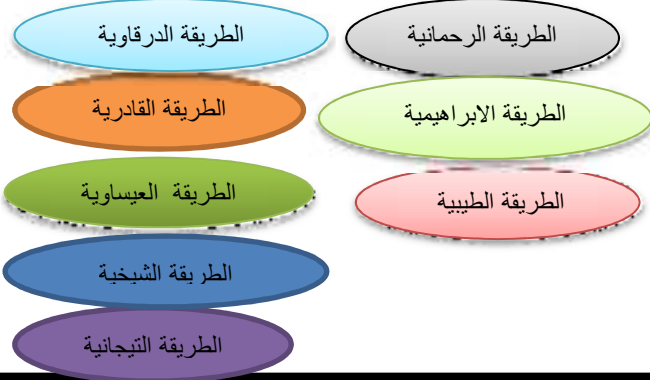 الطريقة الرحمانية
الطريقة الدرقاوية
الطريقة الابراهيمية
الطريقة القادرية
الطريقة الطيبية
الطريقة العيساوية
الطريقة الشيخية
الطريقة التيجانية